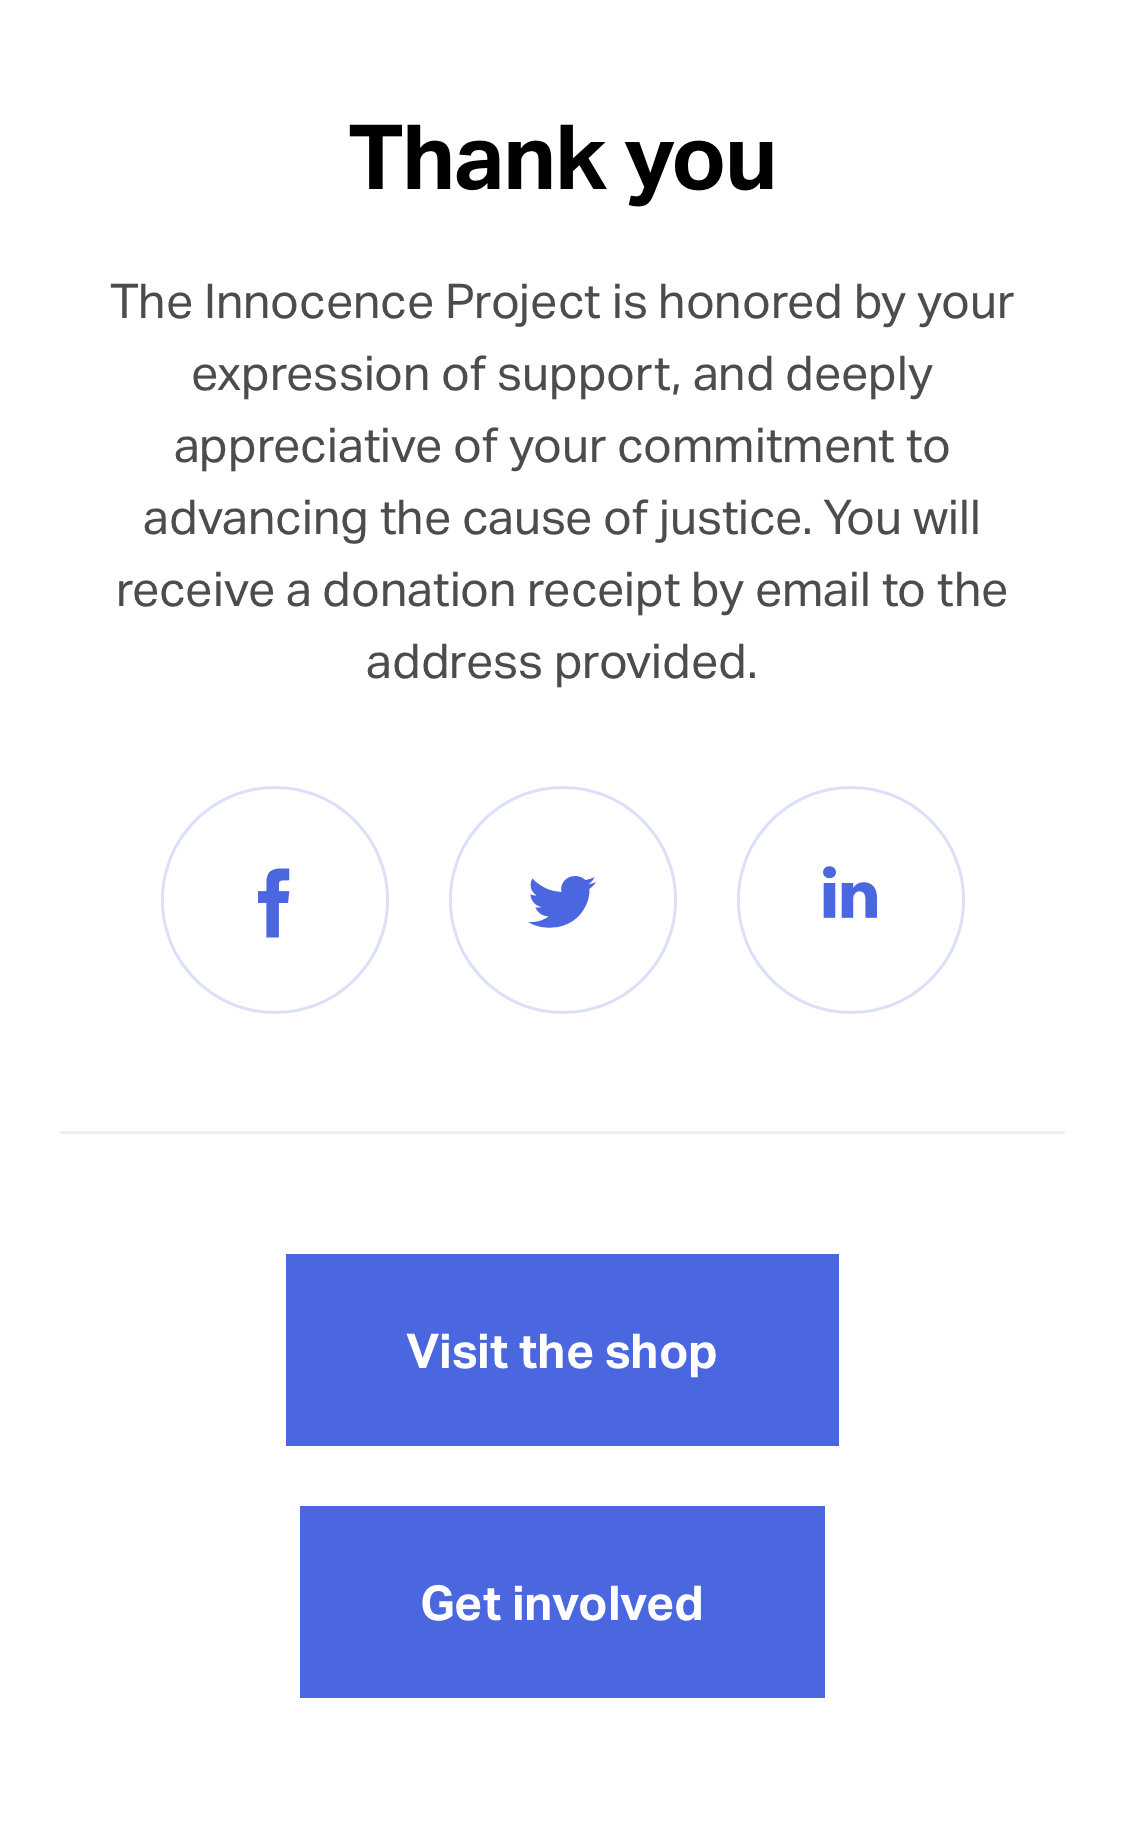 Thank you
The Innocence Project is honored by your
expression of support, and deeply
appreciative of your commitment to
advancing the cause of justice. You will
receive a donation receipt by email to the
address provided.
Visit the shop
Get involved